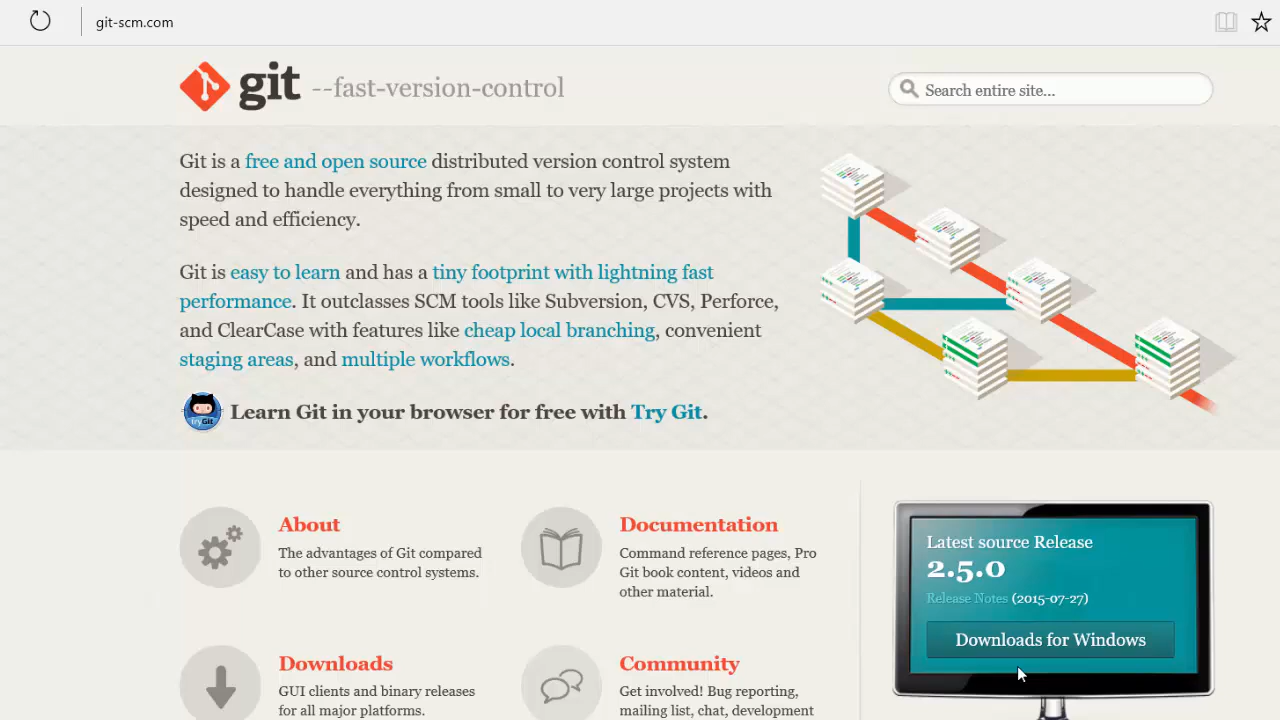 git-scm.com
git --fast-version-control
Search entire site...
Git is a free and open source distributed version control system
designed to handle everything from small to very large projects with
speed and efficiency.
Git is easy to learn and has a tiny footprint with lightning fast
performance. It outclasses SCM tools like Subversion, CVS, Perforce,
and ClearCase with features like cheap local branching, convenient
staging areas, and multiple workflows.
TryGit
Learn Git in your browser for free with Try Git.
About
The advantages of Git compared
to other source control systems.
Documentation
Command reference pages, Pro
Git book content, videos and
other material.
Downloads
GUI clients and binary releases
for all major platforms.
Community
Get involved! Bug reporting,
mailing list, chat, development
Latest source Release
2.5.0
Release Notes (2015-07-27)
Downloads for Windows